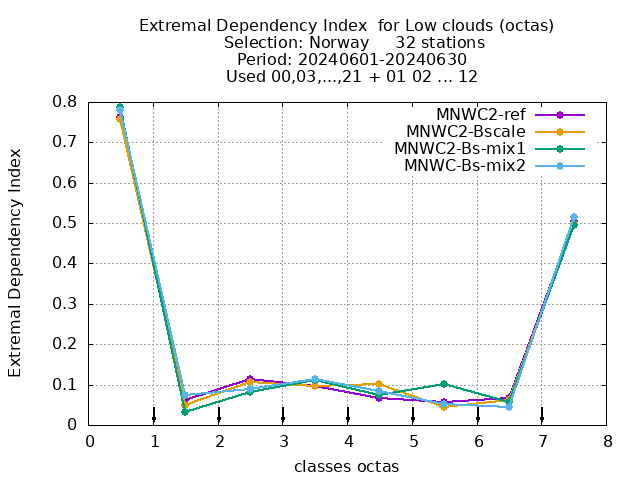 Extremal Dependency Index  for Low clouds (octas)
Selection: Norway     32 stations
Period: 20240601-20240630
Used 00,03,...,21 + 01 02 ... 12
Extremal Dependency Index
0.8
0.7
0.6
0.5
0.4
0.3
0.2
0.1
0
MNWC2-ref
MNWC2-Bscale
MNWC2-Bs-mix1
MNWC-Bs-mix2
0 1 2 3 4 5 6 7 8
classes octas